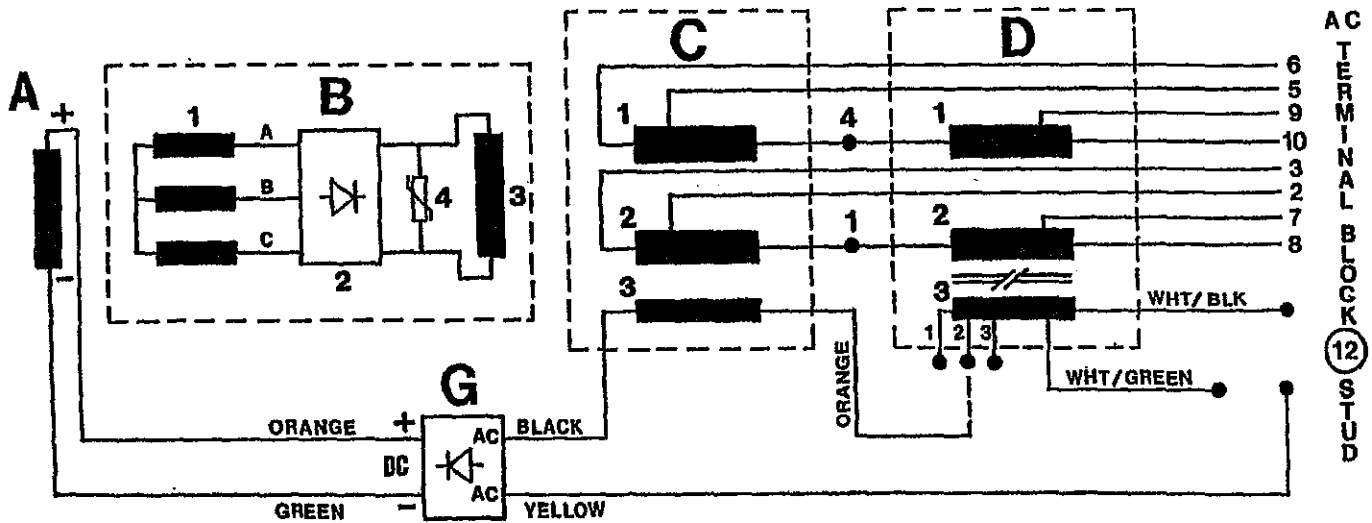 A
+
-
B
1
A
B
C
2
3
4
C
1
2
3
4
1
D
1
2
3
1 2 3
6
5
9
10
3
2
7
8
AC TERMINAL BLOCK
12
STUD
WHT/BLK
WHT/GREEN
ORANGE
G
ORANGE
+
AC
BLACK
DC
AC
GREEN
-
YELLOW